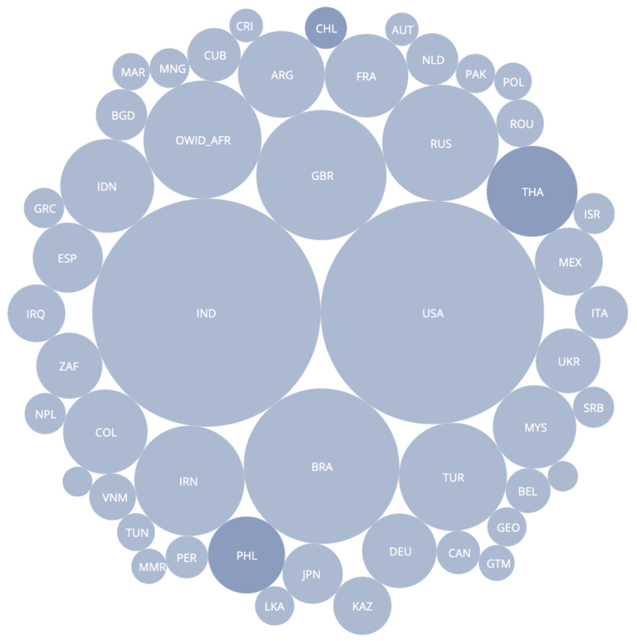 CRI
CHL
AUT
CUB
ARG
FRA
NLD
MAR
MNG
PAK
POL
BGD
OWID_AFR
RUS
ROU
GBR
IDN
THA
GRC
ISR
ESP
MEX
IRQ
IND
USA
ITA
ZAF
UKR
NPL
SRB
COL
MYS
BRA
IRN
TUR
VNM
BEL
TUN
GEO
MMR
PER
PHL
JPN
DEU
CAN
GTM
LKA
KAZ